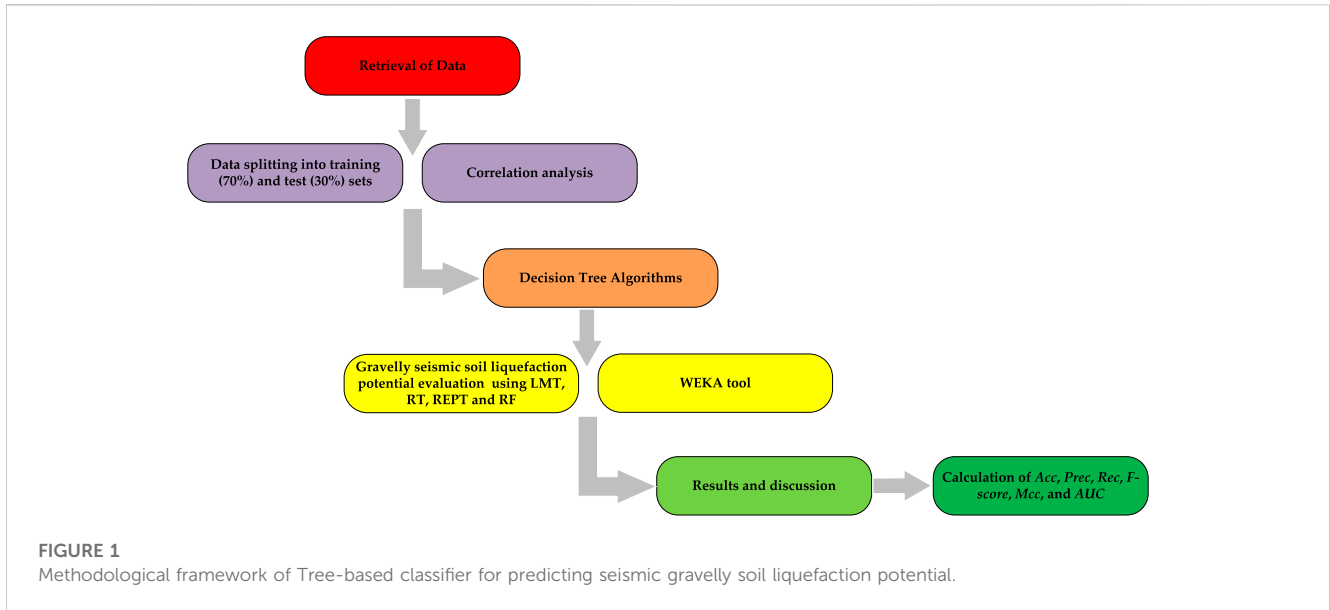 Retrieval of Data
Data splitting into training
(70%) and test (30%) sets
Correlation analysis
Decision Tree Algorithms
Gravelly seismic soil liquefaction
potential evaluation using LMT,
RT, REPT and RF
WEKA tool
Results and discussion
Calculation of Acc, Prec, Rec, F-
score, Mcc, and AUC
FIGURE 1
Methodological framework of Tree-based classifier for predicting seismic gravelly soil liquefaction potential.